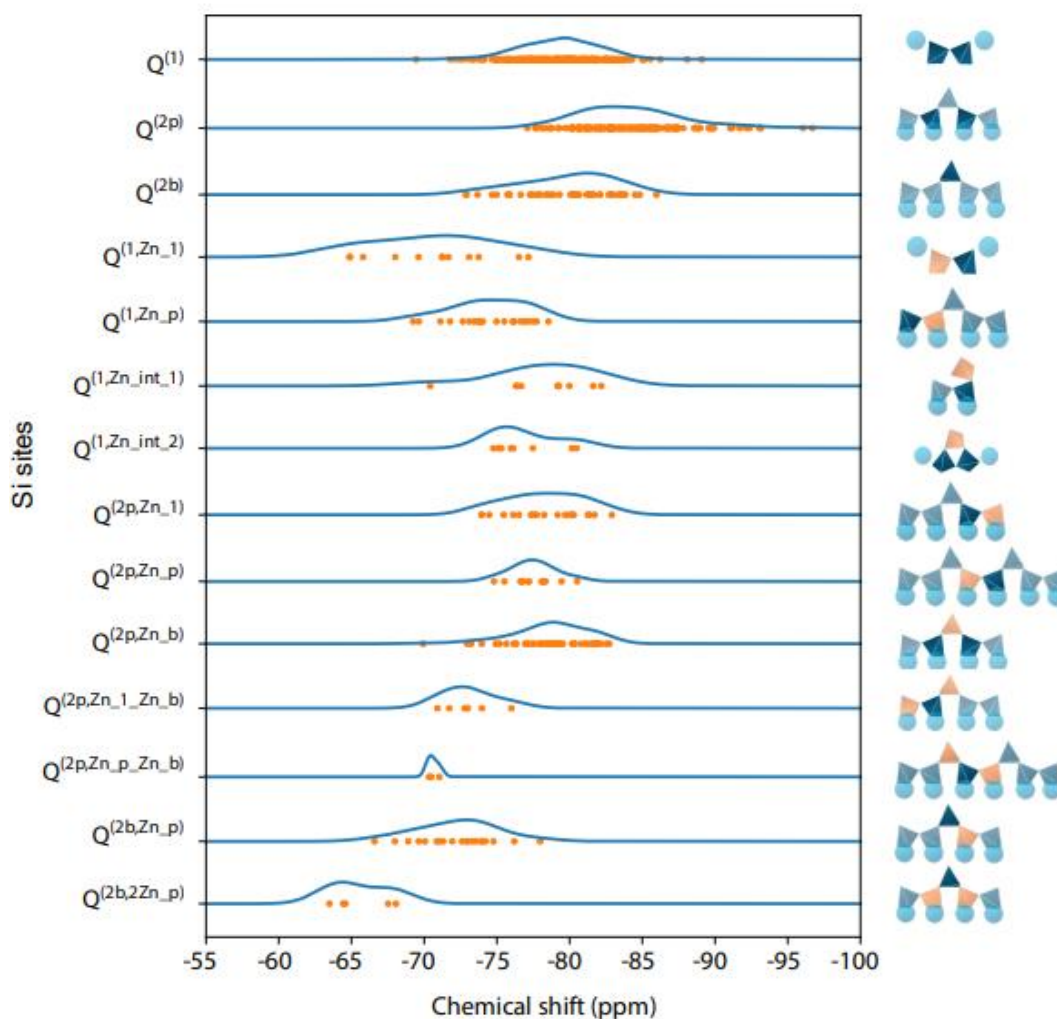 Q(1)
Q(2p)
Q(2b)
Q(1,Zn_1)
Q(1,Zn_p)
Q(1,Zn_int_1)
Q(1,Zn_int_2)
Q(2p,Zn_1)
Q(2p,Zn_p)
Q(2p,Zn_b)
Q(2p,Zn_1_Zn_b)
Q(2p,Zn_p_Zn_b)
Q(2b,Zn_p)
Q(2b,2Zn_p)
Si sites
-55 -60 -65 -70 -75 -80 -85 -90 -95 -100
Chemical shift (ppm)